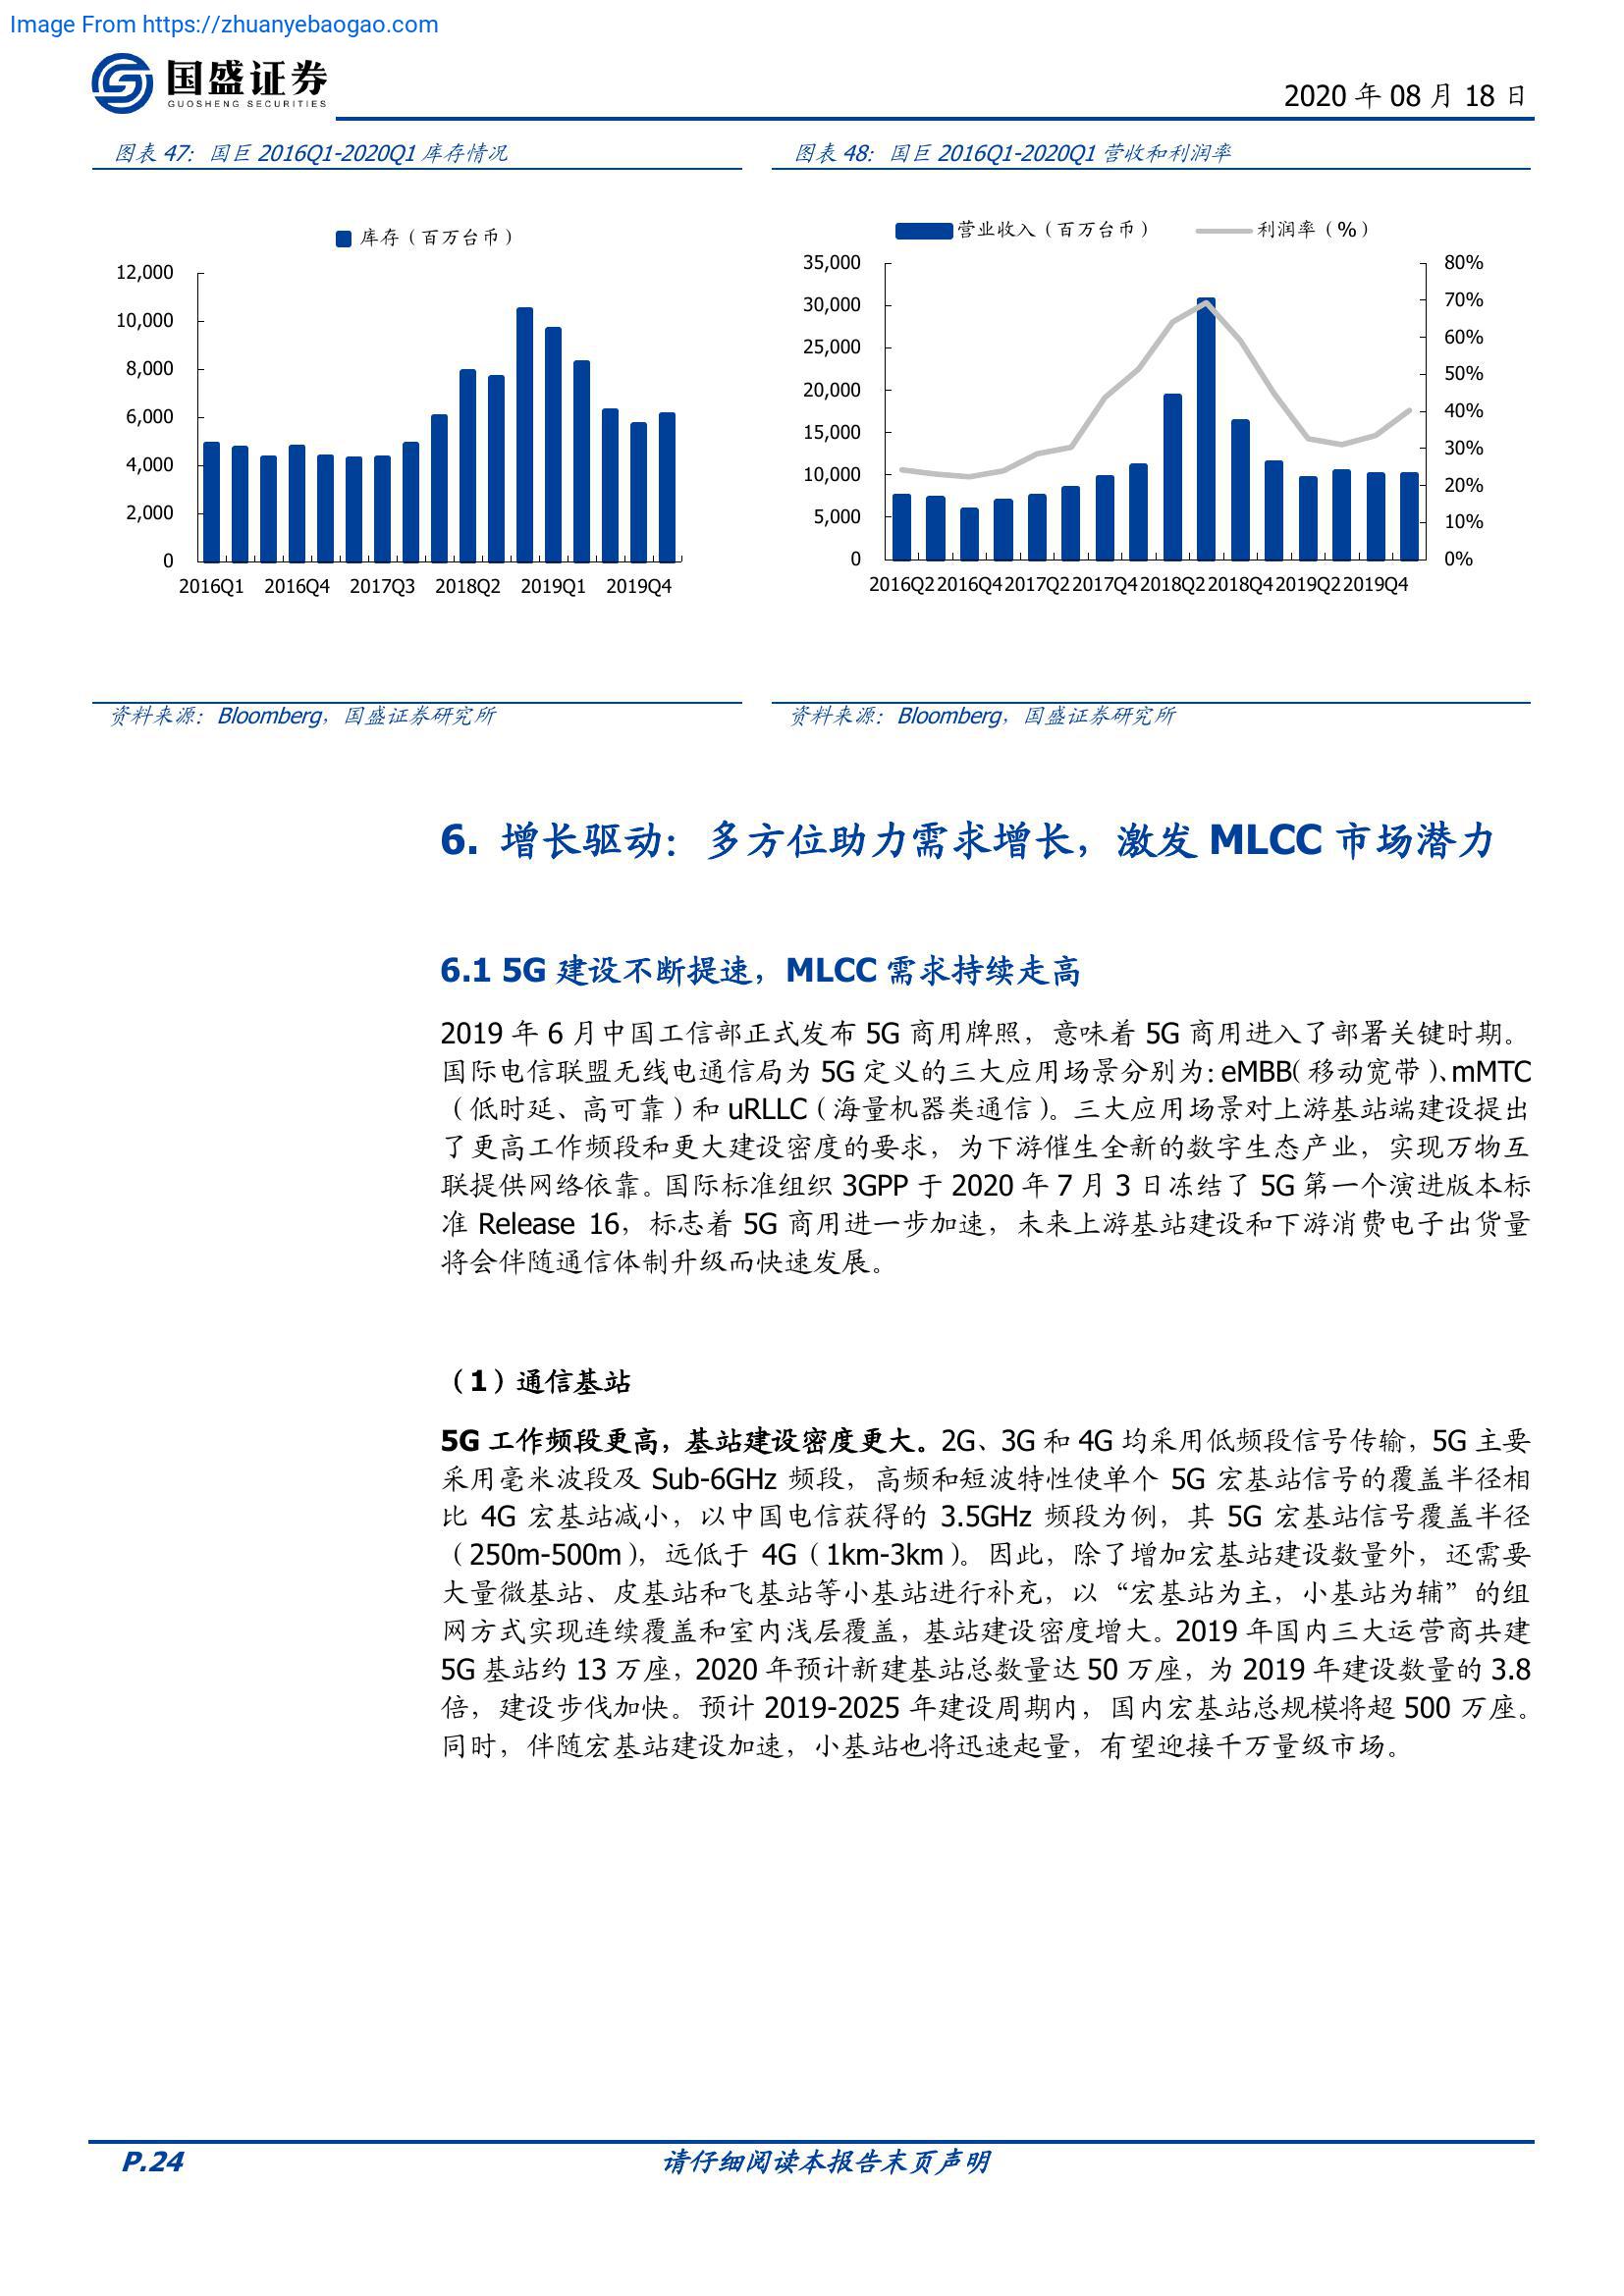 Image From https://zhuanyebaogao.com
国盛证券
GUOSHENG SECURITIES
2020 年 08 月 18 日
图表 47： 国巨 2016Q1-2020Q1 库存情况
库存（百万台币）
12,000
10,000
8,000
6,000
4,000
2,000
0
2016Q1 2016Q4 2017Q3 2018Q2 2019Q1 2019Q4
资料来源：Bloomberg，国盛证券研究所
图表 48： 国巨 2016Q1-2020Q1 营收和利润率
营业收入（百万台币） 利润率（%）
35,000
30,000
25,000
20,000
15,000
10,000
5,000
0
80%
70%
60%
50%
40%
30%
20%
10%
0%
2016Q2 2016Q4 2017Q2 2017Q4 2018Q2 2018Q4 2019Q2 2019Q4
资料来源：Bloomberg，国盛证券研究所
6. 增长驱动：多方位助力需求增长，激发 MLCC 市场潜力
6.1 5G 建设不断提速，MLCC 需求持续走高
2019 年 6 月中国工信部正式发布 5G 商用牌照，意味着 5G 商用进入了部署关键时期。
国际电信联盟无线电通信局为 5G 定义的三大应用场景分别为：eMBB（移动宽带）、mMTC
（低时延、高可靠）和 uRLLC（海量机器类通信）。三大应用场景对上游基站端建设提出
了更高工作频段和更大建设密度的要求，为下游催生全新的数字生态产业，实现万物互
联提供网络依靠。国际标准组织 3GPP 于 2020 年 7 月 3 日冻结了 5G 第一个演进版本标
准 Release 16，标志着 5G 商用进一步加速，未来上游基站建设和下游消费电子出货量
将会伴随通信体制升级而快速发展。
（1）通信基站
5G 工作频段更高，基站建设密度更大。2G、3G 和 4G 均采用低频段信号传输，5G 主要
采用毫米波段及 Sub-6GHz 频段，高频和短波特性使单个 5G 宏基站信号的覆盖半径相
比 4G 宏基站减小，以中国电信获得的 3.5GHz 频段为例，其 5G 宏基站信号覆盖半径
（250m-500m），远低于 4G（1km-3km）。因此，除了增加宏基站建设数量外，还需要
大量微基站、皮基站和飞基站等小基站进行补充，以“宏基站为主，小基站为辅”的组
网方式实现连续覆盖和室内浅层覆盖，基站建设密度增大。2019 年国内三大运营商共建
5G 基站约 13 万座，2020 年预计新建基站总数量达 50 万座，为 2019 年建设数量的 3.8
倍，建设步伐加快。预计 2019-2025 年建设周期内，国内宏基站总规模将超 500 万座。
同时，伴随宏基站建设加速，小基站也将迅速起量，有望迎接千万量级市场。
P.24
请仔细阅读本报告末页声明